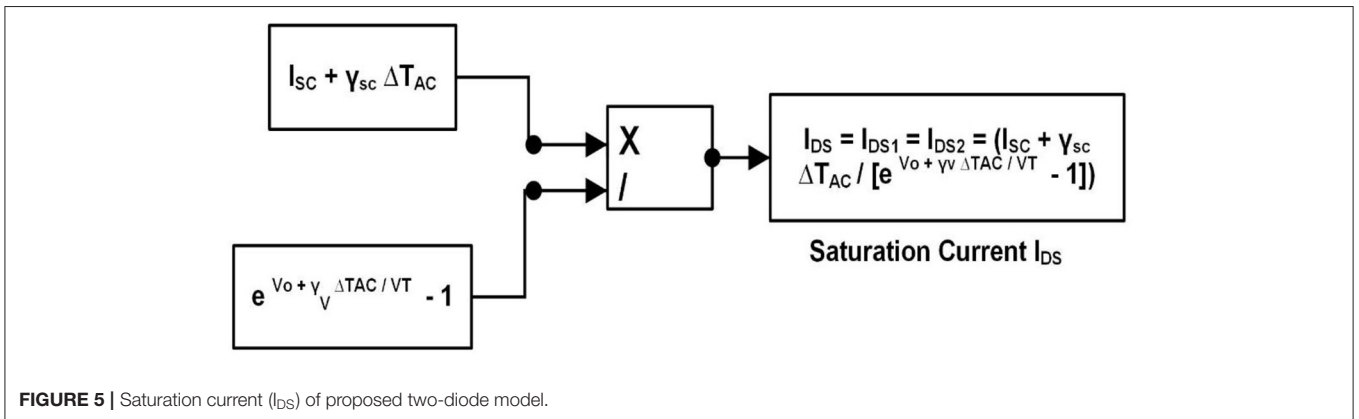 I_SC + γ_sc ΔT_AC
X
/
I_DS = I_DS1 = I_DS2 = (I_SC + γ_sc
ΔT_AC / [e^Vo + γv ΔTAC / VT - 1])
Saturation Current I_DS
e^Vo + γ_V ΔTAC / VT - 1
FIGURE 5 | Saturation current (I_DS) of proposed two-diode model.